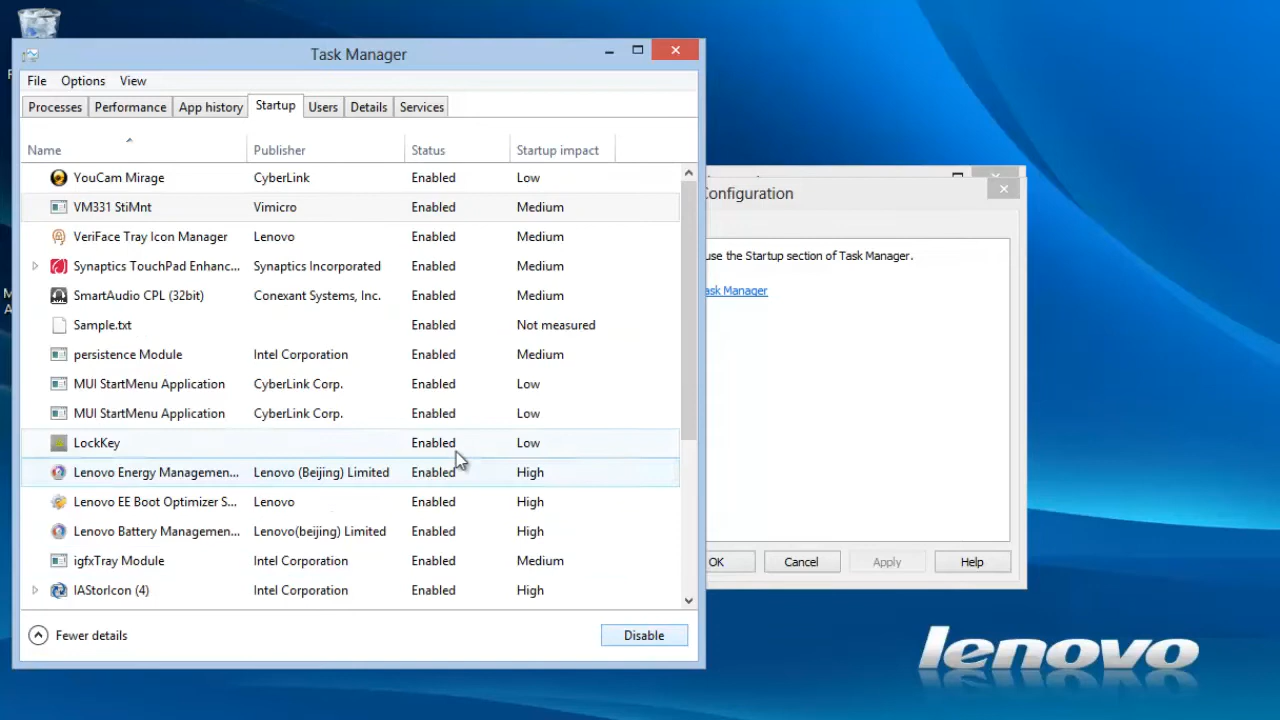 Task Manager
File Options View
Processes Performance App history Startup Users Details Services
Name Publisher Status Startup impact
YouCam Mirage CyberLink Enabled Low
VM331 StiMnt Vimicro Enabled Medium
VeriFace Tray Icon Manager Lenovo Enabled Medium
Synaptics TouchPad Enhanc... Synaptics Incorporated Enabled Medium
SmartAudio CPL (32bit) Conexant Systems, Inc. Enabled Medium
Sample.txt Enabled Not measured
persistence Module Intel Corporation Enabled Medium
MUI StartMenu Application CyberLink Corp. Enabled Low
MUI StartMenu Application CyberLink Corp. Enabled Low
LockKey Enabled Low
Lenovo Energy Managemen... Lenovo (Beijing) Limited Enabled High
Lenovo EE Boot Optimizer S... Lenovo Enabled High
Lenovo Battery Managemen... Lenovo(beijing) Limited Enabled High
igfxTray Module Intel Corporation Enabled Medium
IAStorIcon (4) Intel Corporation Enabled High
Fewer details Disable
Configuration
use the Startup section of Task Manager.
Task Manager
OK Cancel Apply Help
lenovo